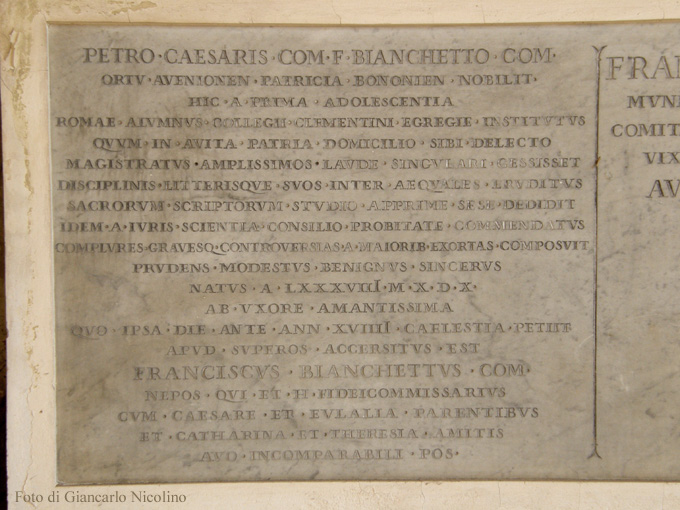 PETRO · CAESARIS · COM · F · BIANCHETTO · COM ·
ORTV · AVENIONEN · PATRICIA · BONONIEN · NOBILIT ·
HIC · A · PRIMA · ADOLESCENTIA
ROMAE · ALVMNVS · COLLEGII · CLEMENTINI · EGREGIE · INSTITVTVS
QVVM · IN · AVITA · PATRIA · DOMICILIO · SIBI · DELECTO
MAGISTRATVS · AMPLISSIMOS · LAVDE · SINGVLARI · GESSISSET
DISCIPLINIS · LITTERISQVE · SVOS · INTER · AEQVALES · ERVDITVS
SACRORVM · SCRIPTORVM · STVDIO · APPRIME · SESE · DEDIDIT
IDEM · A · IVRIS · SCIENTIA · CONSILIO · PROBITATE · COMMENDATVS
COMPLVRES · GRAVESQ · CONTROVERSIAS · A · MAIORIB · EXORTAS · COMPOSVIT
PRVDENS · MODESTVS · BENIGNVS · SINCERVS
NATVS · A · LXXXVIIII · M · X · D · X ·
AB · VXORE · AMANTISSIMA
QVO · IPSA · DIE · ANTE · ANN · XVIIII · CAELESTIA · PETIIT
APVD · SVPEROS · ACCERSITVS · EST
FRANCISCVS · BIANCHETTVS · COM ·
NEPOS · QVI · ET · H · FIDEICOMMISSARIVS
CVM · CAESARE · ET · EVLALIA · PARENTIBVS
ET · CATHARINA · ET · THERESIA · AMITIS
AVO · INCOMPARABILI · POS ·
FRAN
MVNI
COMIT
VIX
AV
Foto di Giancarlo Nicolino